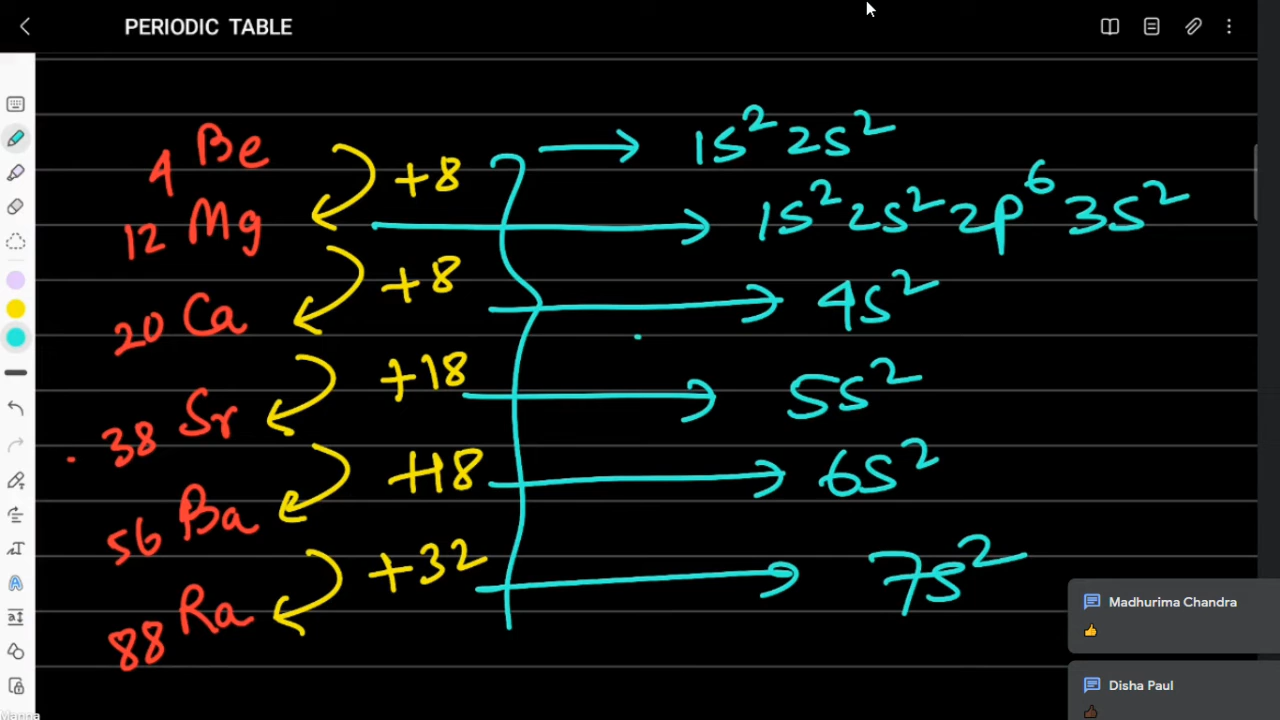 PERIODIC TABLE
4 Be +8 → 1s² 2s²
12 Mg → 1s² 2s² 2p⁶ 3s²
+8
20 Ca → 4s²
+18
38 Sr → 5s²
+18
56 Ba → 6s²
+32
88 Ra → 7s²
Madhurima Chandra
👍
Disha Paul
Manna